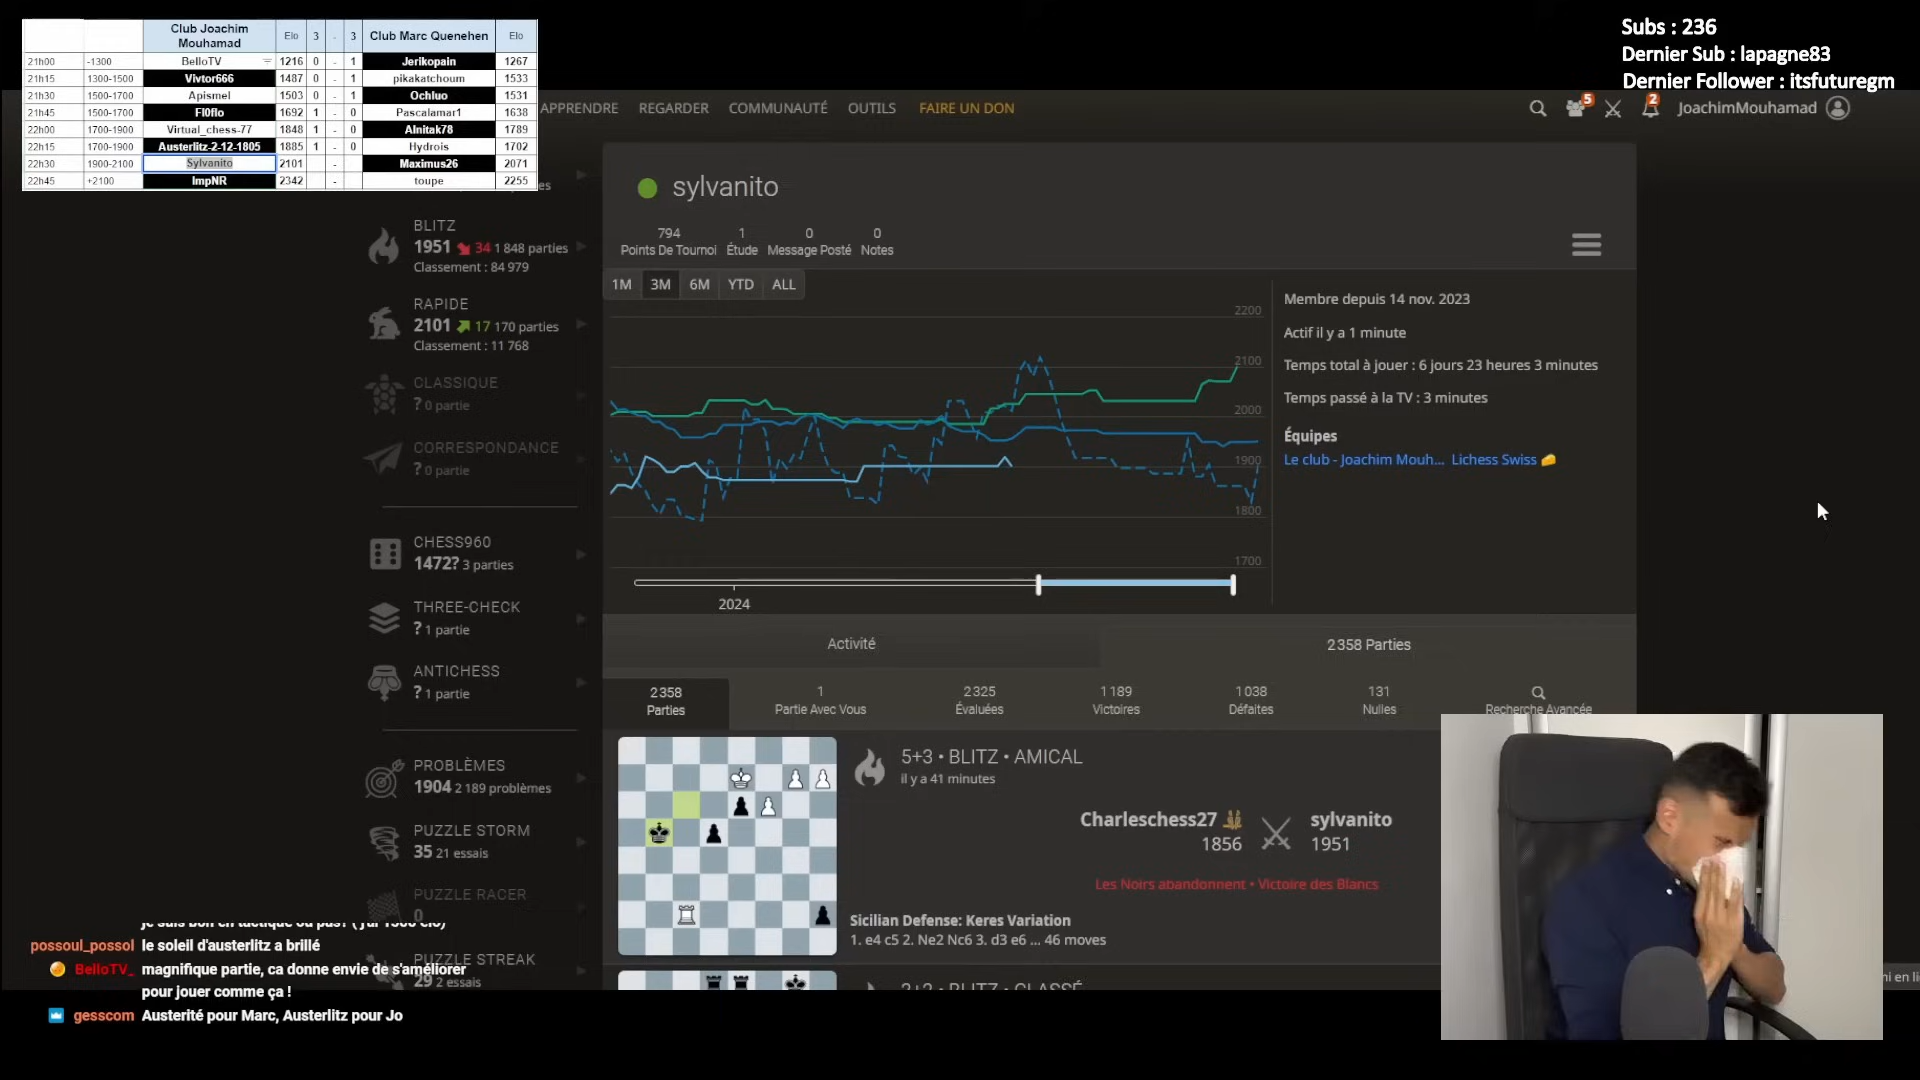 Club Joachim Mouhamad Elo 3 - 3 Club Marc Quenehen Elo
21h00 -1300 BelloTV 1216 0 - 1 Jerikopain 1267
21h15 1300-1500 Vivtor666 1487 0 - 1 pikakatchoum 1533
21h30 1500-1700 Apismel 1503 0 - 1 Ochluo 1531
21h45 1500-1700 Fl0flo 1692 1 - 0 Pascalamar1 1638
22h00 1700-1900 Virtual_chess-77 1848 1 - 0 Alnitak78 1789
22h15 1700-1900 Austerlitz-2-12-1805 1885 1 - 0 Hydrois 1702
22h30 1900-2100 Sylvanito 2101 - Maximus26 2071
22h45 +2100 ImpNR 2342 - toupe 2255
Subs : 236
Dernier Sub : lapagne83
Dernier Follower : itsfuturegm
APPRENDRE REGARDER COMMUNAUTÉ OUTILS FAIRE UN DON
5 2 JoachimMouhamad
sylvanito
794 1 0 0
Points De Tournoi Étude Message Posté Notes
BLITZ
1951 34 1 848 parties
Classement : 84 979
RAPIDE
2101 17 170 parties
Classement : 11 768
CLASSIQUE
? 0 partie
CORRESPONDANCE
? 0 partie
CHESS960
1472? 3 parties
THREE-CHECK
? 1 partie
ANTICHESS
? 1 partie
PROBLÈMES
1904 2 189 problèmes
PUZZLE STORM
35 21 essais
PUZZLE RACER
0
PUZZLE STREAK
29 2 essais
1M 3M 6M YTD ALL
2200
2100
2000
1900
1800
1700
2024
Membre depuis 14 nov. 2023
Actif il y a 1 minute
Temps total à jouer : 6 jours 23 heures 3 minutes
Temps passé à la TV : 3 minutes
Équipes
Le club - Joachim Mouh... Lichess Swiss
Activité 2 358 Parties
2 358 1 2 325 1 189 1 038 131
Parties Partie Avec Vous Évaluées Victoires Défaites Nulles Recherche Avancée
5+3 • BLITZ • AMICAL
il y a 41 minutes
Charleschess27 sylvanito
1856 1951
Les Noirs abandonnent • Victoire des Blancs
Sicilian Defense: Keres Variation
1. e4 c5 2. Ne2 Nc6 3. d3 e6 ... 46 moves
possoul_possol le soleil d'austerlitz a brillé
BelloTV_ magnifique partie, ca donne envie de s'améliorer
pour jouer comme ça !
gesscom Austerité pour Marc, Austerlitz pour Jo